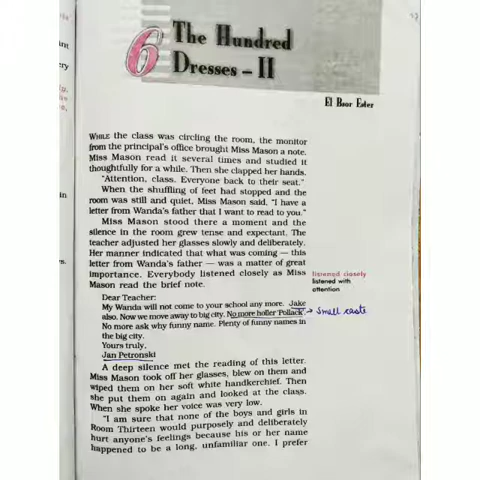 6 The Hundred
Dresses – II
El Bsor Ester
WHILE the class was circling the room, the monitor
from the principal's office brought Miss Mason a note.
Miss Mason read it several times and studied it
thoughtfully for a while. Then she clapped her hands.
"Attention, class. Everyone back to their seat."
When the shuffling of feet had stopped and the
room was still and quiet, Miss Mason said, "I have a
letter from Wanda's father that I want to read to you."
Miss Mason stood there a moment and the
silence in the room grew tense and expectant. The
teacher adjusted her glasses slowly and deliberately.
Her manner indicated that what was coming — this
letter from Wanda's father — was a matter of great
importance. Everybody listened closely as Miss
Mason read the brief note.
listened closely
listened with
attention
Dear Teacher:
My Wanda will not come to your school any more. Jake
also. Now we move away to big city. No more holler 'Pollack'. → Small caste
No more ask why funny name. Plenty of funny names in
the big city.
Yours truly,
Jan Petronski
A deep silence met the reading of this letter.
Miss Mason took off her glasses, blew on them and
wiped them on her soft white handkerchief. Then
she put them on again and looked at the class.
When she spoke her voice was very low.
"I am sure that none of the boys and girls in
Room Thirteen would purposely and deliberately
hurt anyone's feelings because his or her name
happened to be a long, unfamiliar one. I prefer